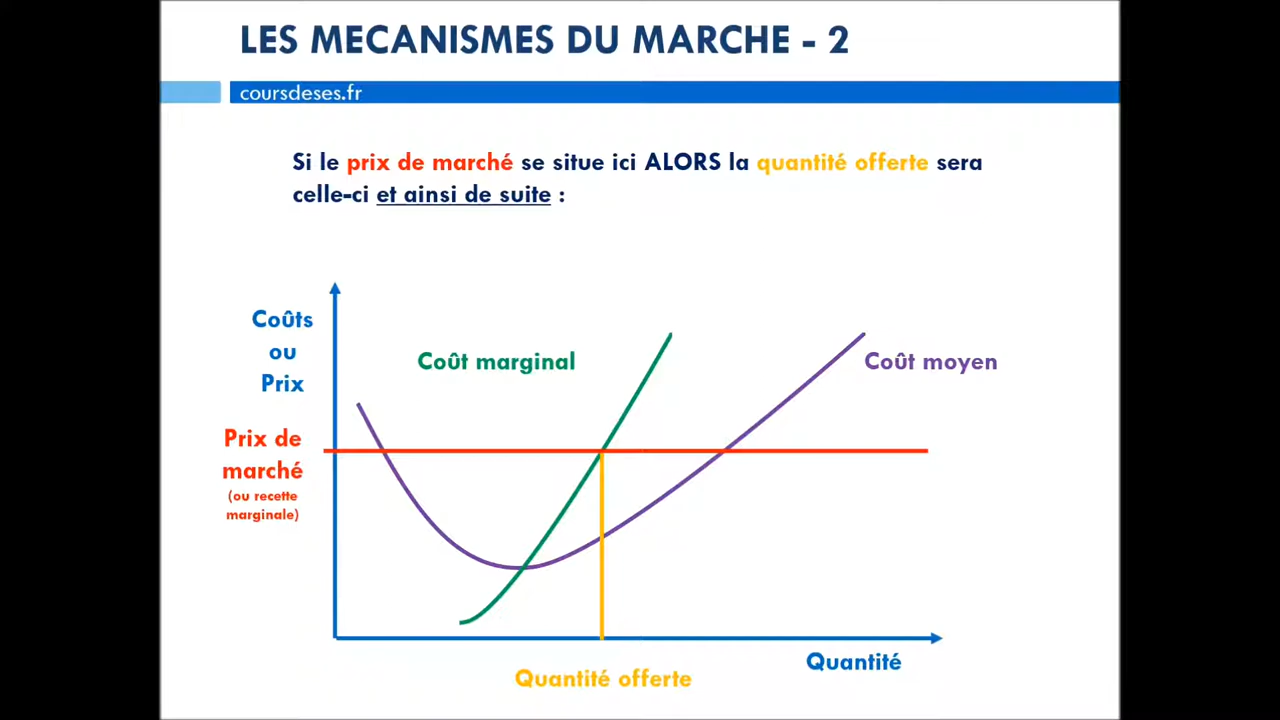 LES MECANISMES DU MARCHE - 2
coursdeses.fr
Si le prix de marché se situe ici ALORS la quantité offerte sera
celle-ci et ainsi de suite :
Coûts
ou
Prix
Coût marginal
Coût moyen
Prix de
marché
(ou recette
marginale)
Quantité
Quantité offerte